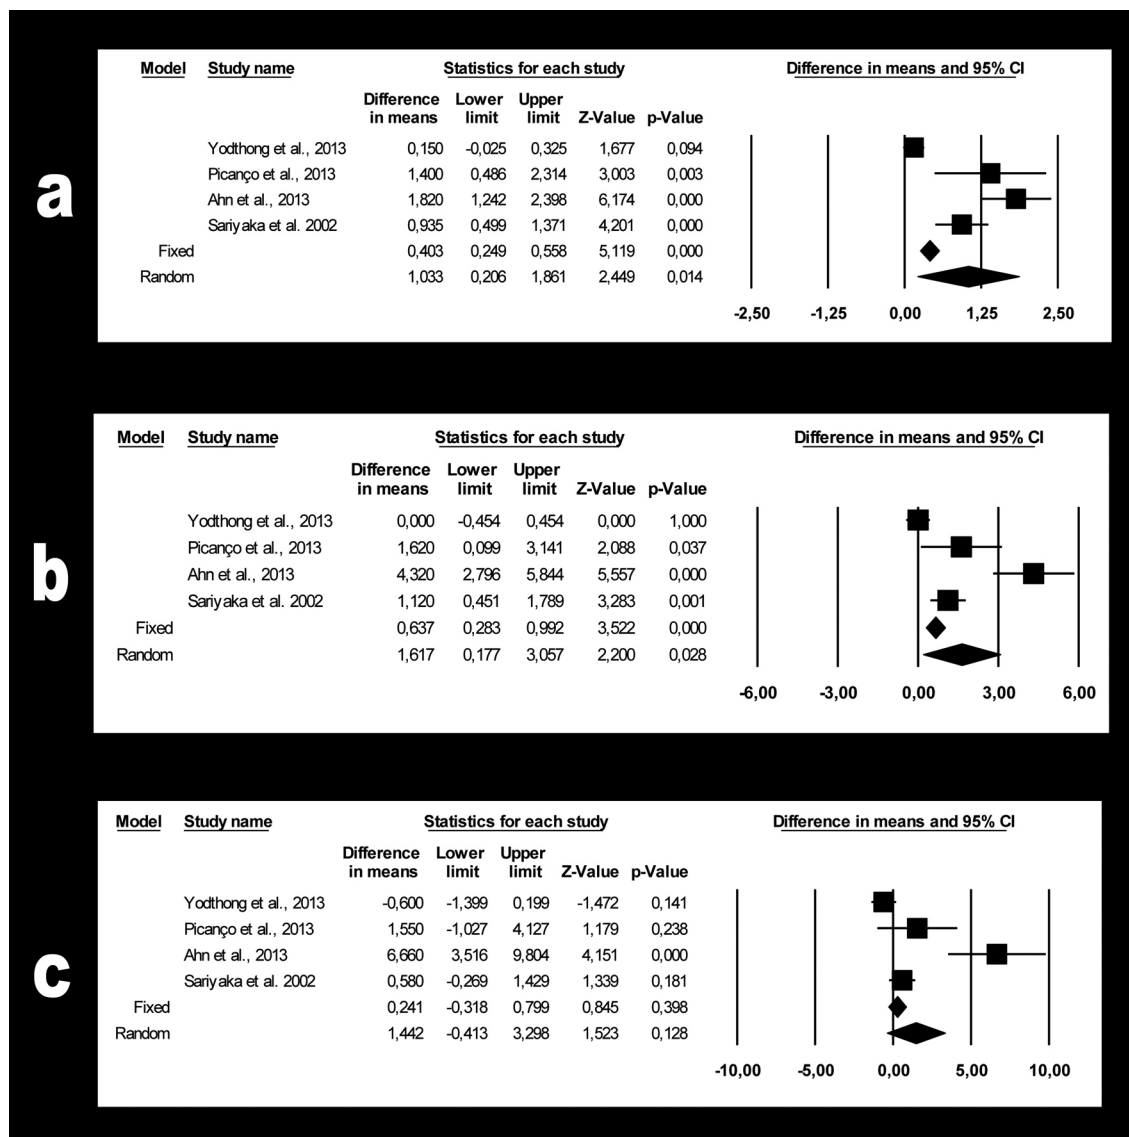 a
Model Study name Statistics for each study Difference in means and 95% CI
Difference Lower Upper
in means limit limit Z-Value p-Value
Yodthong et al., 2013 0,150 -0,025 0,325 1,677 0,094
Picanço et al., 2013 1,400 0,486 2,314 3,003 0,003
Ahn et al., 2013 1,820 1,242 2,398 6,174 0,000
Sariyaka et al. 2002 0,935 0,499 1,371 4,201 0,000
Fixed 0,403 0,249 0,558 5,119 0,000
Random 1,033 0,206 1,861 2,449 0,014
-2,50 -1,25 0,00 1,25 2,50
b
Model Study name Statistics for each study Difference in means and 95% CI
Difference Lower Upper
in means limit limit Z-Value p-Value
Yodthong et al., 2013 0,000 -0,454 0,454 0,000 1,000
Picanço et al., 2013 1,620 0,099 3,141 2,088 0,037
Ahn et al., 2013 4,320 2,796 5,844 5,557 0,000
Sariyaka et al. 2002 1,120 0,451 1,789 3,283 0,001
Fixed 0,637 0,283 0,992 3,522 0,000
Random 1,617 0,177 3,057 2,200 0,028
-6,00 -3,00 0,00 3,00 6,00
c
Model Study name Statistics for each study Difference in means and 95% CI
Difference Lower Upper
in means limit limit Z-Value p-Value
Yodthong et al., 2013 -0,600 -1,399 0,199 -1,472 0,141
Picanço et al., 2013 1,550 -1,027 4,127 1,179 0,238
Ahn et al., 2013 6,660 3,516 9,804 4,151 0,000
Sariyaka et al. 2002 0,580 -0,269 1,429 1,339 0,181
Fixed 0,241 -0,318 0,799 0,845 0,398
Random 1,442 -0,413 3,298 1,523 0,128
-10,00 -5,00 0,00 5,00 10,00